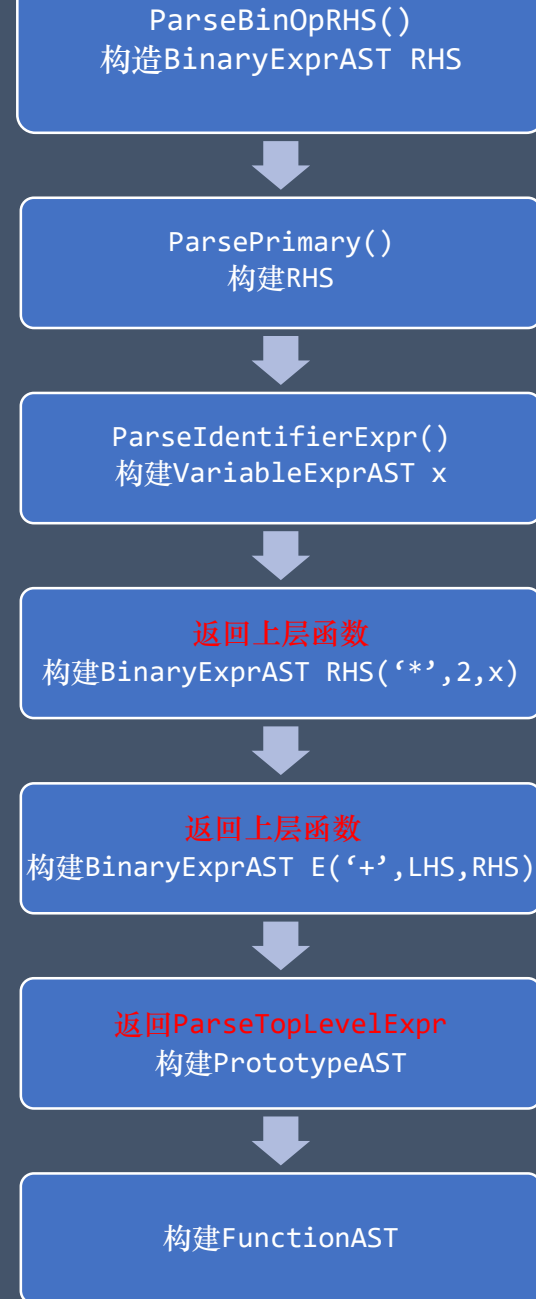 ParseBinOpRHS()
构造BinaryExprAST RHS
ParsePrimary()
构建RHS
ParseIdentifierExpr()
构建VariableExprAST x
返回上层函数
构建BinaryExprAST RHS(‘*’,2,x)
返回上层函数
构建BinaryExprAST E(‘+’,LHS,RHS)
返回ParseTopLevelExpr
构建PrototypeAST
构建FunctionAST